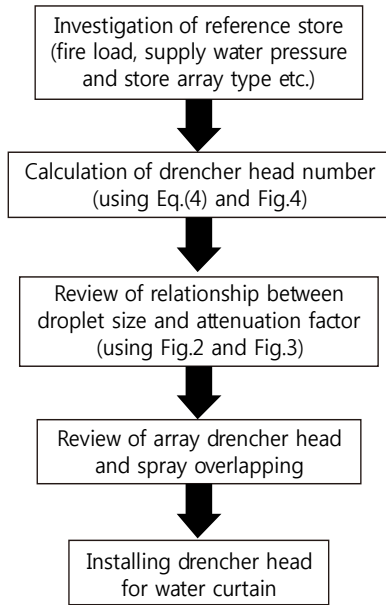 Investigation of reference store
(fire load, supply water pressure
and store array type etc.)
Calculation of drencher head number
(using Eq.(4) and Fig.4)
Review of relationship between
droplet size and attenuation factor
(using Fig.2 and Fig.3)
Review of array drencher head
and spray overlapping
Installing drencher head
for water curtain